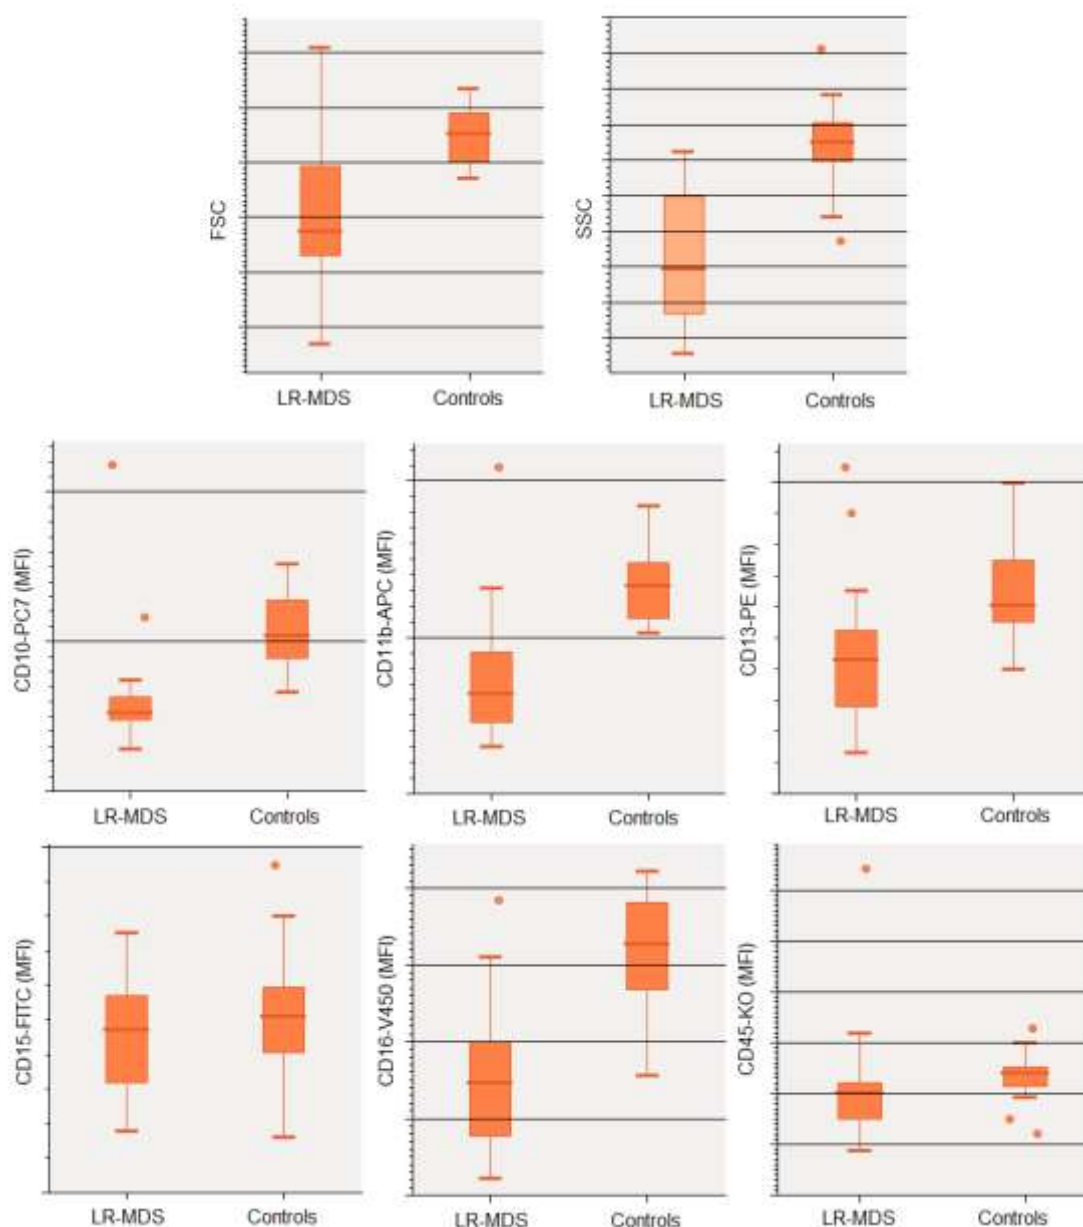 FSC
LR-MDS Controls
SSC
LR-MDS Controls
CD10-PC7 (MFI)
LR-MDS Controls
CD11b-APC (MFI)
LR-MDS Controls
CD13-PE (MFI)
LR-MDS Controls
CD15-FITC (MFI)
LR-MDS Controls
CD16-V450 (MFI)
LR-MDS Controls
CD45-KO (MFI)
LR-MDS Controls